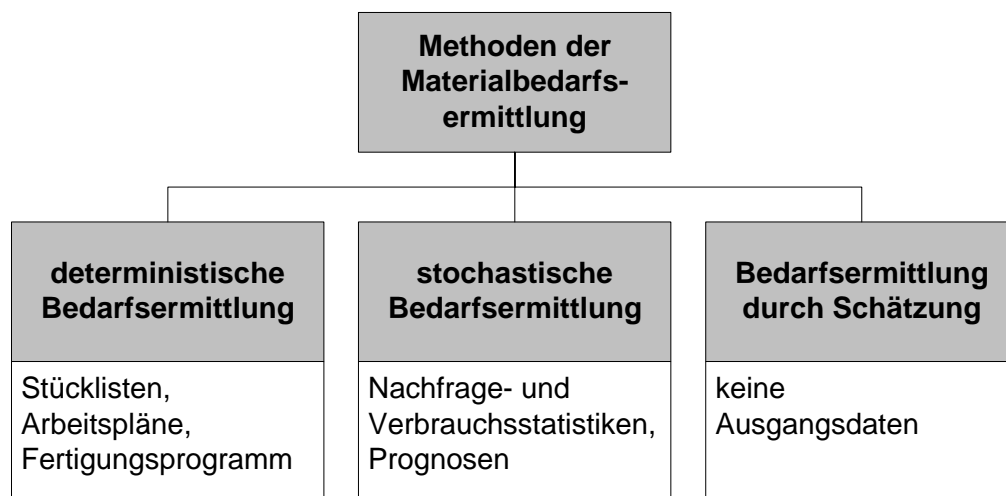 Methoden der
Materialbedarfs-
ermittlung
deterministische
Bedarfsermittlung
Stücklisten,
Arbeitspläne,
Fertigungsprogramm
stochastische
Bedarfsermittlung
Nachfrage- und
Verbrauchsstatistiken,
Prognosen
Bedarfsermittlung
durch Schätzung
keine
Ausgangsdaten